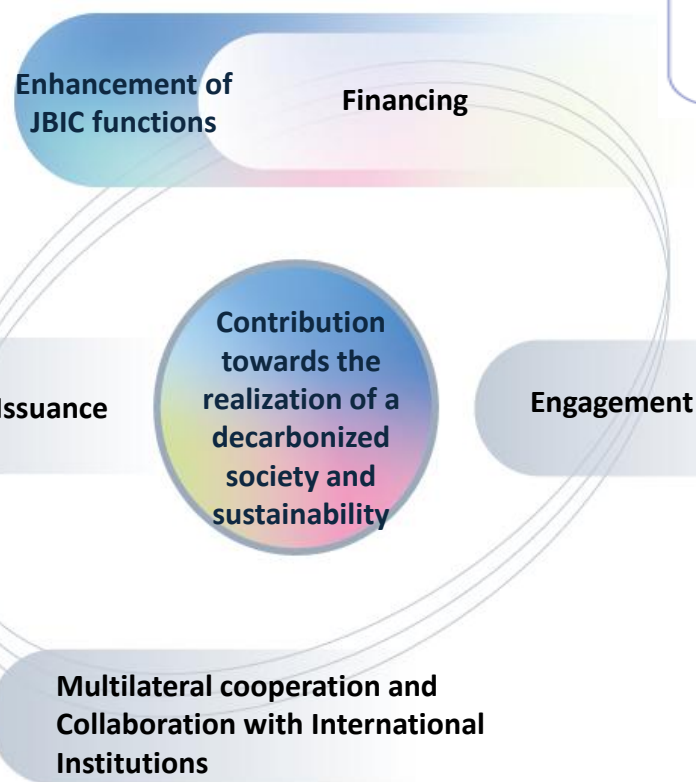 Enhancement of
JBIC functions
Financing
Contribution
towards the
realization of a
decarbonized
society and
sustainability
Issuance
Engagement
Multilateral cooperation and
Collaboration with International
Institutions